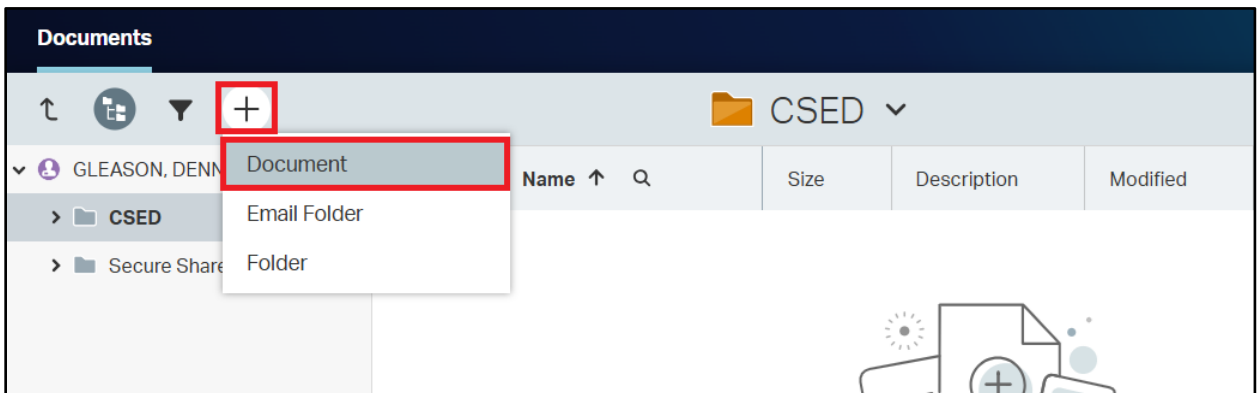 Documents
CSED
GLEASON, DENN
Document
Name
Size
Description
Modified
CSED
Email Folder
Secure Share
Folder